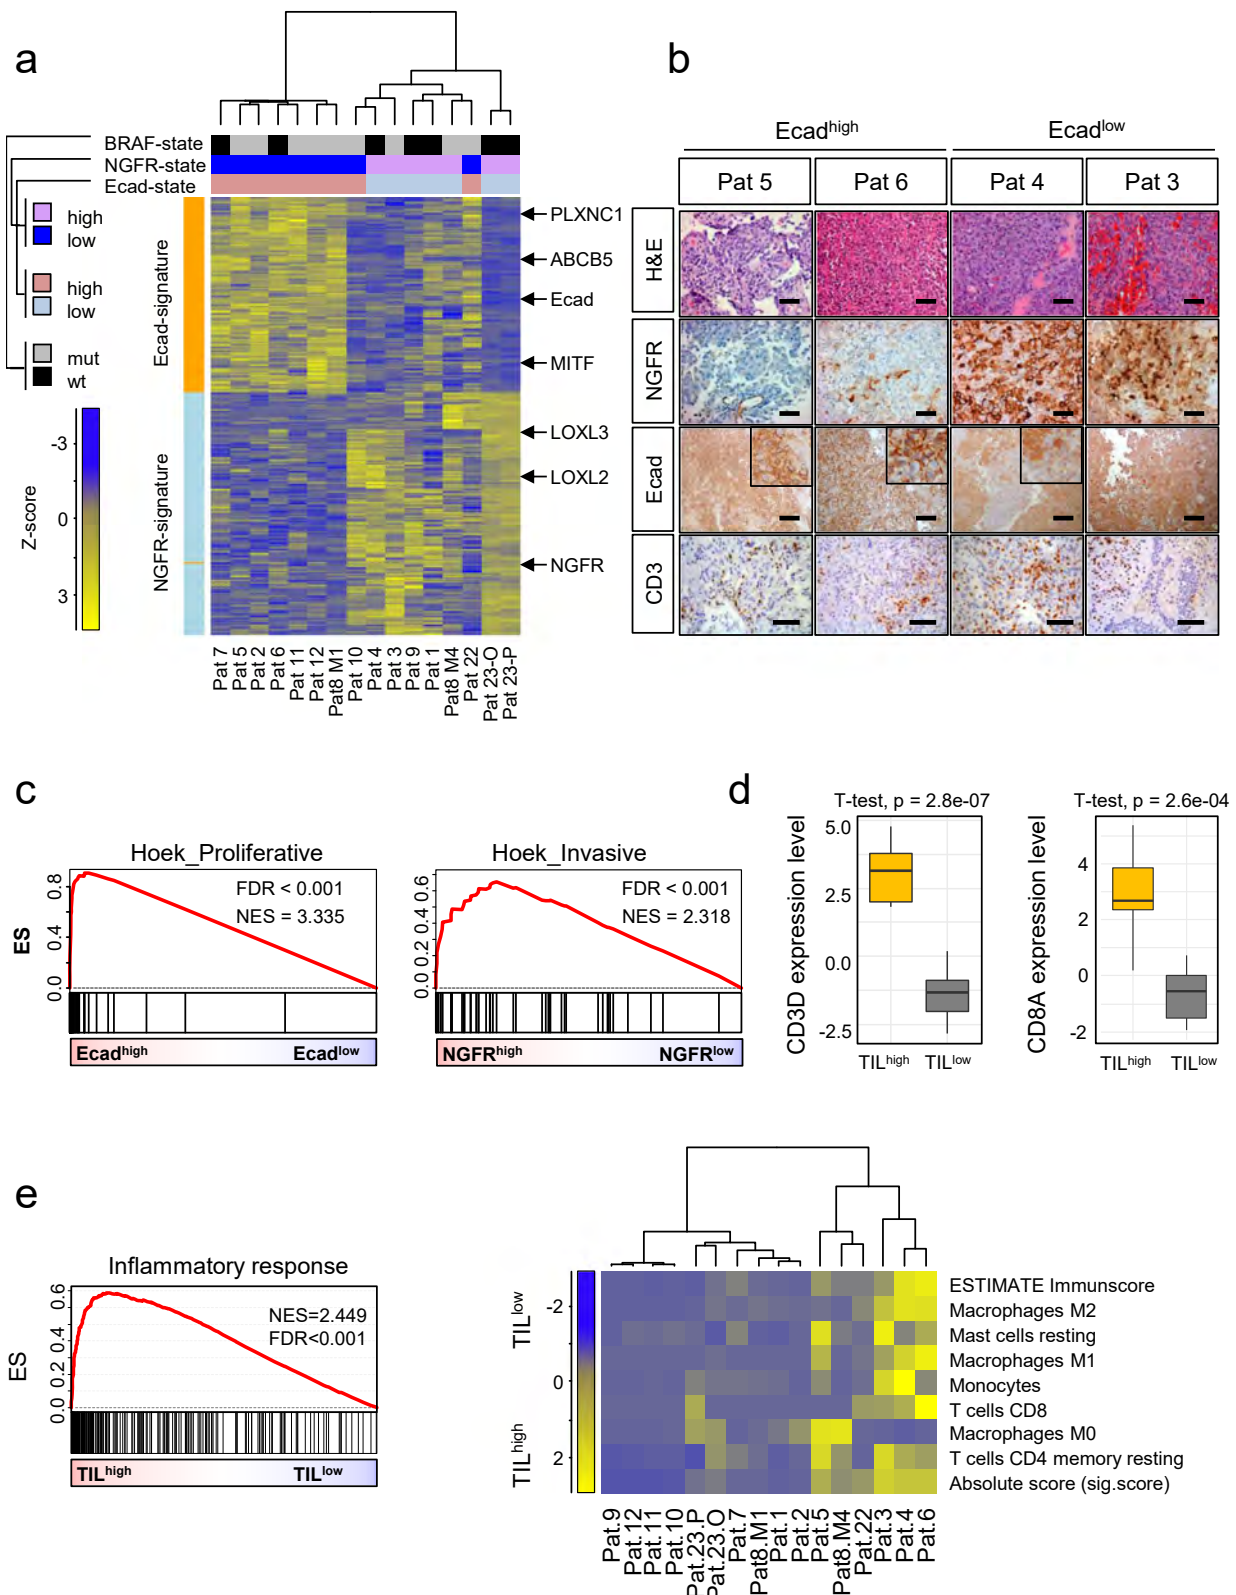 a
BRAF-state
NGFR-state
Ecad-state
high
low
high
low
mut
wt
Z-score
-3
0
3
Ecad-signature
NGFR-signature
PLXNC1
ABCB5
Ecad
MITF
LOXL3
LOXL2
NGFR
Pat 7
Pat 5
Pat 2
Pat 6
Pat 11
Pat 12
Pat8 M1
Pat 10
Pat 4
Pat 3
Pat 9
Pat 1
Pat8 M4
Pat 22
Pat 23-O
Pat 23-P
b
Ecadhigh
Ecadlow
Pat 5
Pat 6
Pat 4
Pat 3
H&E
NGFR
Ecad
CD3
c
Hoek_Proliferative
FDR < 0.001
NES = 3.335
ES
0.8
0.4
0.0
Ecadhigh
Ecadlow
Hoek_Invasive
FDR < 0.001
NES = 2.318
0.6
0.4
0.2
0.0
NGFRhigh
NGFRlow
d
T-test, p = 2.8e-07
CD3D expression level
5.0
2.5
0.0
-2.5
TILhigh
TILlow
T-test, p = 2.6e-04
CD8A expression level
4
2
0
-2
TILhigh
TILlow
e
Inflammatory response
NES=2.449
FDR<0.001
ES
0.6
0.4
0.2
0.0
TILhigh
TILlow
TILlow
TILhigh
-2
0
2
ESTIMATE Immunscore
Macrophages M2
Mast cells resting
Macrophages M1
Monocytes
T cells CD8
Macrophages M0
T cells CD4 memory resting
Absolute score (sig.score)
Pat.9
Pat.12
Pat.11
Pat.10
Pat.23.P
Pat.23.O
Pat.7
Pat8.M1
Pat.1
Pat.2
Pat.5
Pat8.M4
Pat.22
Pat.3
Pat.4
Pat.6